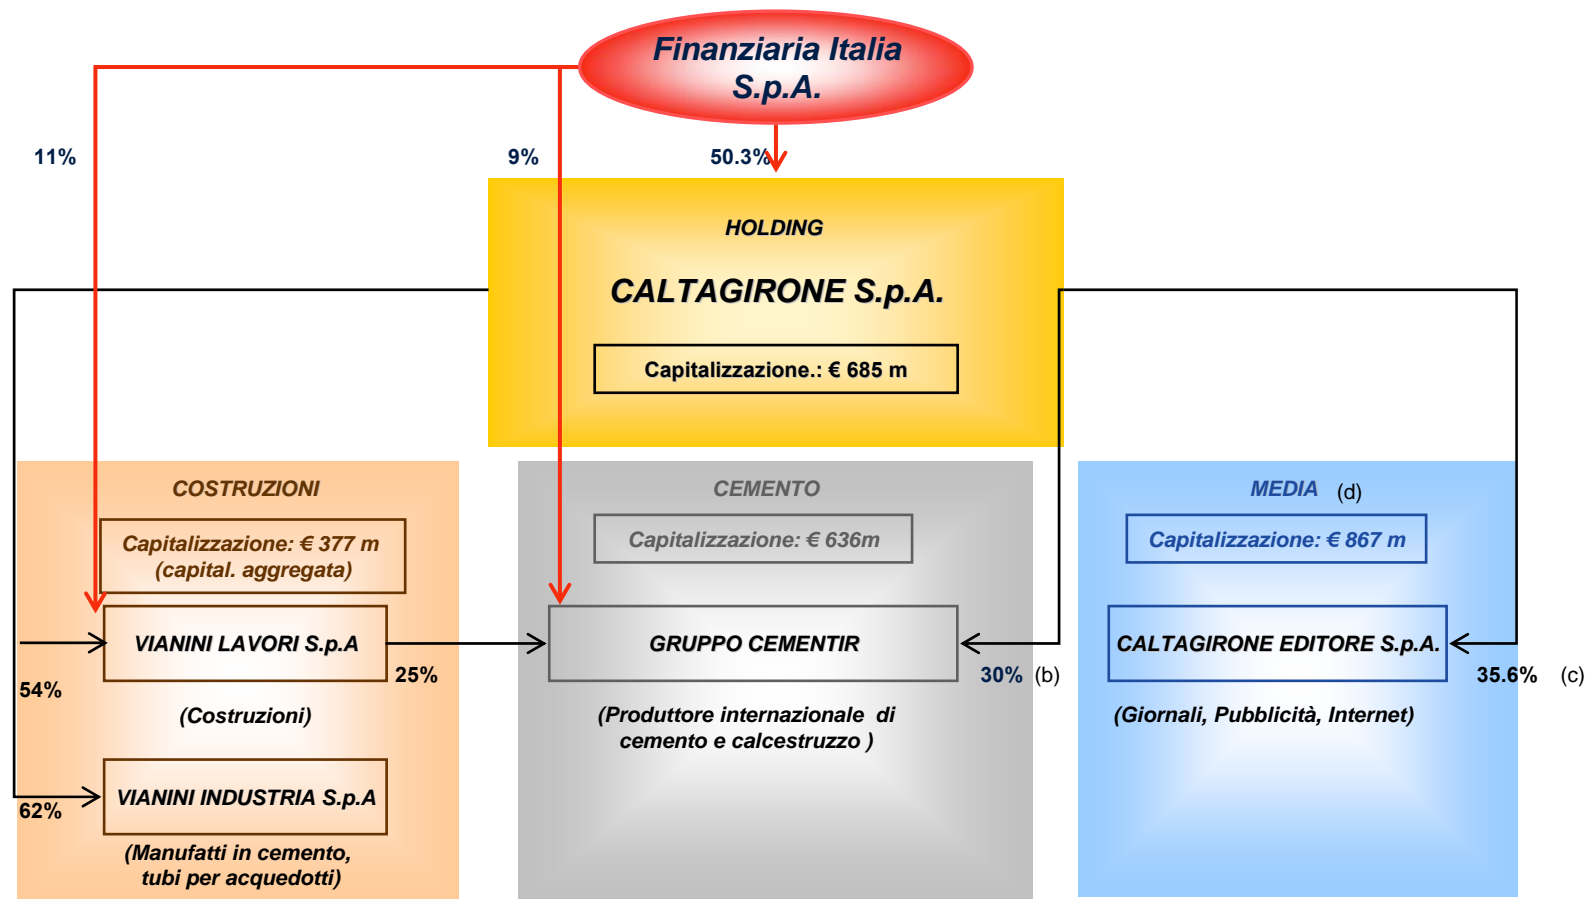 Finanziaria Italia
S.p.A.
11%
9%
50.3%
HOLDING
CALTAGIRONE S.p.A.
Capitalizzazione.: € 685 m
COSTRUZIONI
Capitalizzazione: € 377 m
(capital. aggregata)
VIANINI LAVORI S.p.A
54%
25%
(Costruzioni)
VIANINI INDUSTRIA S.p.A
62%
(Manufatti in cemento,
tubi per acquedotti)
CEMENTO
Capitalizzazione: € 636m
GRUPPO CEMENTIR
30% (b)
(Produttore internazionale di
cemento e calcestruzzo )
MEDIA (d)
Capitalizzazione: € 867 m
CALTAGIRONE EDITORE S.p.A.
35.6% (c)
(Giornali, Pubblicità, Internet)